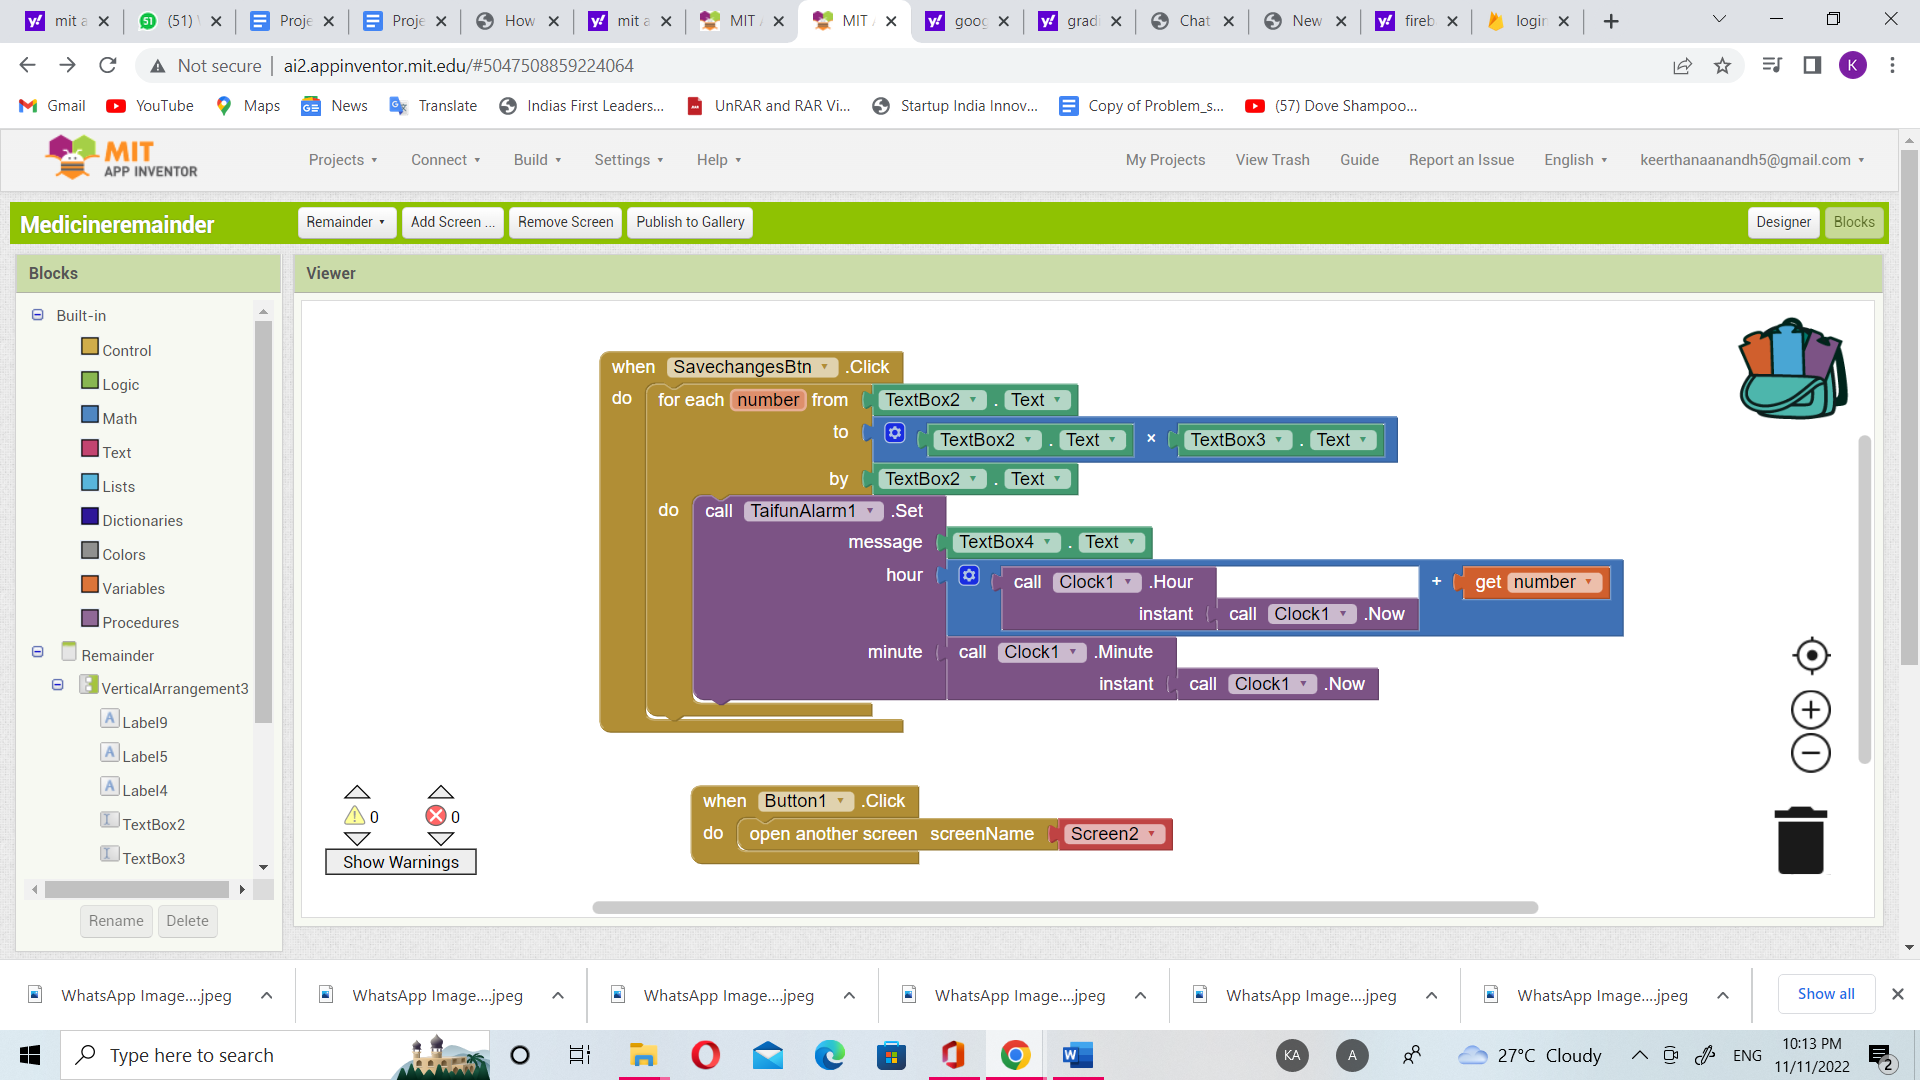 mit a
(51)
Proje
Proje
How
mit a
MIT
MIT
goog
gradi
Chat
New
fireb
login
Not secure
ai2.appinventor.mit.edu/#5047508859224064
K
Gmail
YouTube
Maps
News
Translate
Indias First Leaders...
UnRAR and RAR Vi...
Startup India Innov...
Copy of Problem_s...
(57) Dove Shampoo...
MIT
APP INVENTOR
Projects
Connect
Build
Settings
Help
My Projects
View Trash
Guide
Report an Issue
English
keerthanaanandh5@gmail.com
Medicineremainder
Remainder
Add Screen ...
Remove Screen
Publish to Gallery
Designer
Blocks
Blocks
Viewer
Built-in
Control
Logic
Math
Text
Lists
Dictionaries
Colors
Variables
Procedures
Remainder
VerticalArrangement3
Label9
Label5
Label4
TextBox2
TextBox3
Rename
Delete
when SavechangesBtn .Click
do for each number from TextBox2 . Text
to TextBox2 . Text × TextBox3 . Text
by TextBox2 . Text
do call TaifunAlarm1 .Set
message TextBox4 . Text
hour call Clock1 .Hour + get number
instant call Clock1 .Now
minute call Clock1 .Minute
instant call Clock1 .Now
when Button1 .Click
do open another screen screenName Screen2
0
0
Show Warnings
WhatsApp Image....jpeg
WhatsApp Image....jpeg
WhatsApp Image....jpeg
WhatsApp Image....jpeg
WhatsApp Image....jpeg
WhatsApp Image....jpeg
Show all
Type here to search
KA
A
27°C Cloudy
ENG
10:13 PM
11/11/2022
2